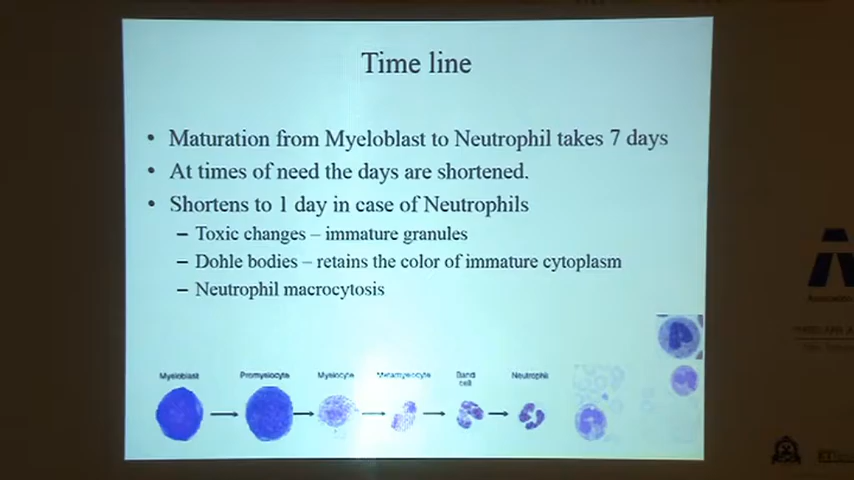 Time line
• Maturation from Myeloblast to Neutrophil takes 7 days
• At times of need the days are shortened.
• Shortens to 1 day in case of Neutrophils
– Toxic changes – immature granules
– Dohle bodies – retains the color of immature cytoplasm
– Neutrophil macrocytosis
Myeloblast Promyelocyte Myelocyte Metamyelocyte Band cell Neutrophil